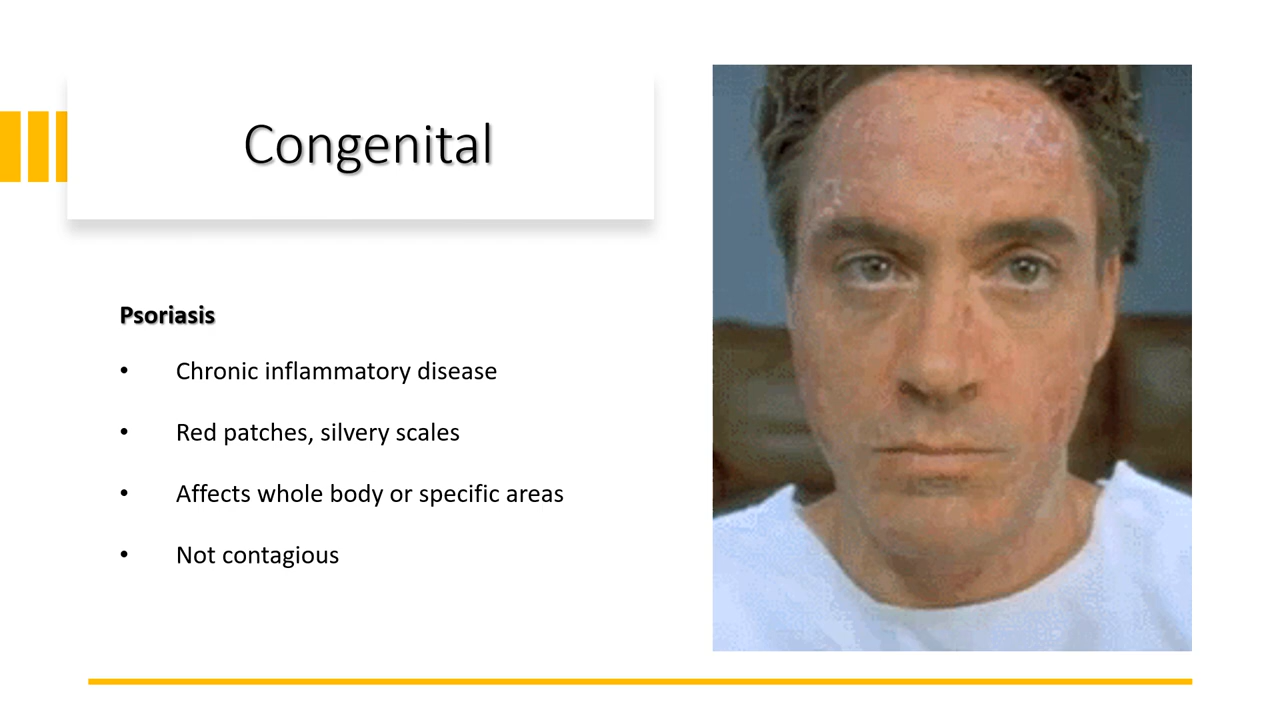 Congenital
Psoriasis
• Chronic inflammatory disease
• Red patches, silvery scales
• Affects whole body or specific areas
• Not contagious